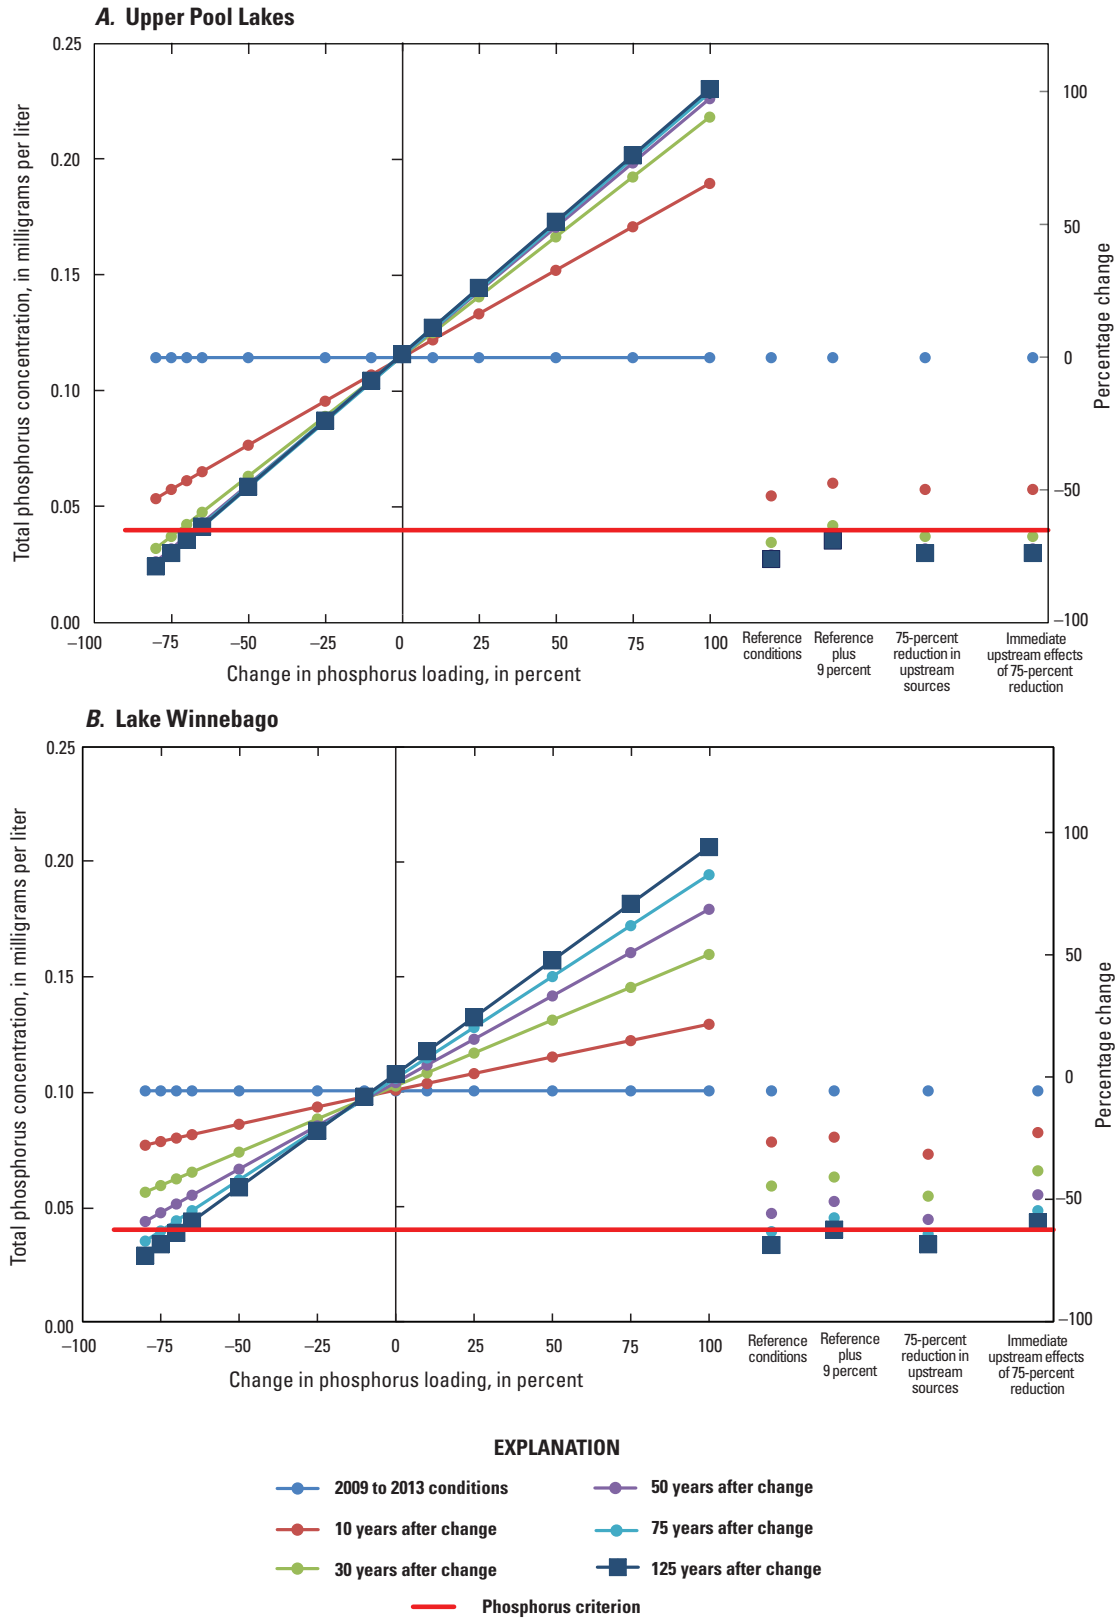 A. Upper Pool Lakes
0.25
0.20
0.15
0.10
0.05
0.00
Total phosphorus concentration, in milligrams per liter
100
50
0
−50
−100
Percentage change
−100
−75
−50
−25
0
25
50
75
100
Change in phosphorus loading, in percent
Reference
conditions
Reference
plus
9 percent
75-percent
reduction in
upstream
sources
Immediate
upstream effects
of 75-percent
reduction
B. Lake Winnebago
0.25
0.20
0.15
0.10
0.05
0.00
Total phosphorus concentration, in milligrams per liter
100
50
0
−50
−100
Percentage change
−100
−75
−50
−25
0
25
50
75
100
Change in phosphorus loading, in percent
Reference
conditions
Reference
plus
9 percent
75-percent
reduction in
upstream
sources
Immediate
upstream effects
of 75-percent
reduction
EXPLANATION
2009 to 2013 conditions
10 years after change
30 years after change
50 years after change
75 years after change
125 years after change
Phosphorus criterion